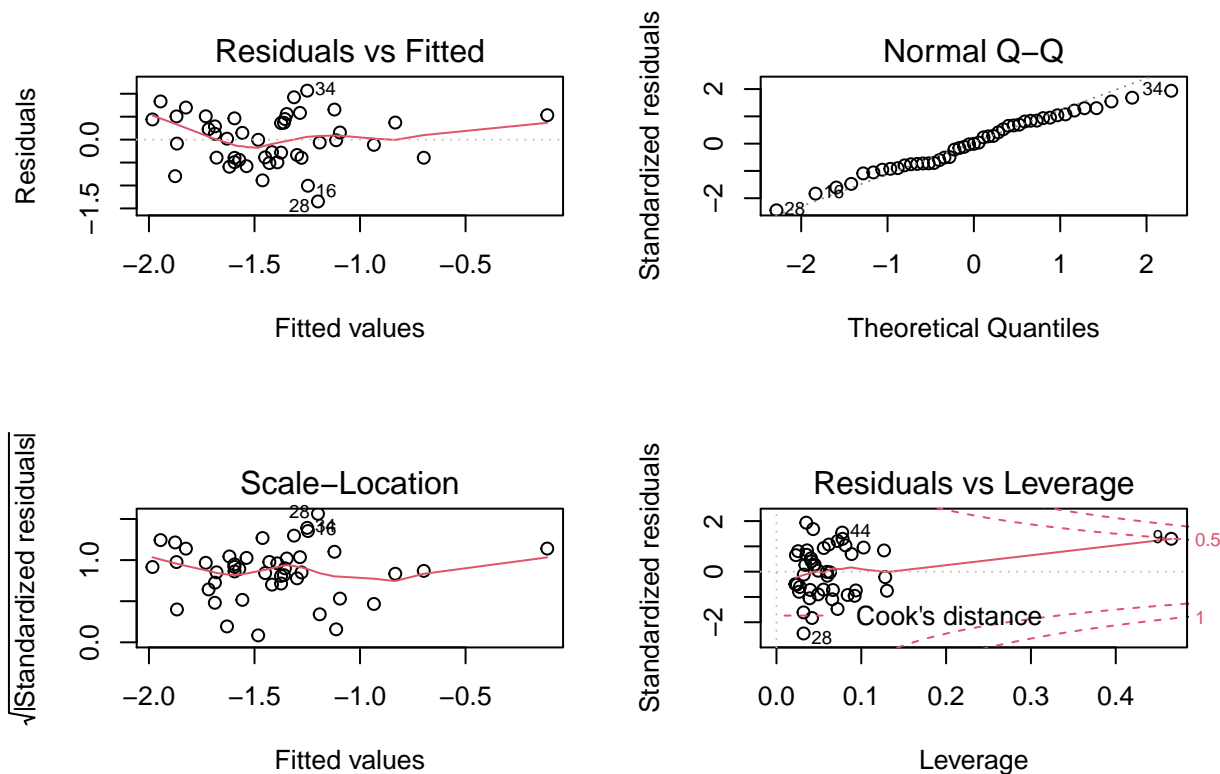 Residuals vs Fitted
Residuals
0.0
−1.5
34
16
28
−2.0 −1.5 −1.0 −0.5
Fitted values
Normal Q−Q
Standardized residuals
2
0
−2
34
16
28
−2 −1 0 1 2
Theoretical Quantiles
Scale−Location
√|Standardized residuals|
1.0
0.0
28
34
16
−2.0 −1.5 −1.0 −0.5
Fitted values
Residuals vs Leverage
Standardized residuals
2
0
−2
44
9
0.5
Cook's distance
1
28
0.0 0.1 0.2 0.3 0.4
Leverage